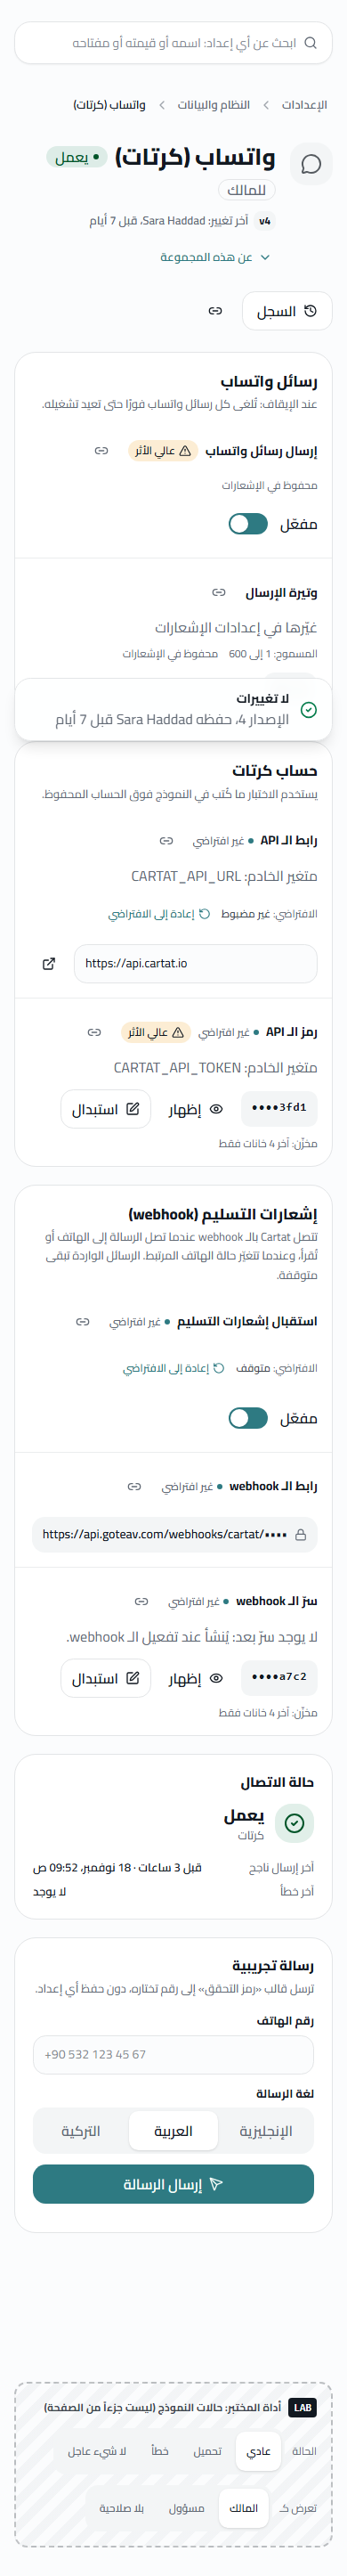 ابحث عن أي إعداد: اسمه أو قيمته أو مفتاحه
الإعدادات > النظام والبيانات > واتساب (كرتات)
واتساب (كرتات) يعمل
للمالك
v4 آخر تغيير: Sara Haddad، قبل 7 أيام
عن هذه المجموعة
السجل
رسائل واتساب
عند الإيقاف: تُلغى كل رسائل واتساب فورًا حتى تعيد تشغيله.
إرسال رسائل واتساب عالي الأثر
محفوظ في الإشعارات
مفعّل
وتيرة الإرسال
غيّرها في إعدادات الإشعارات
المسموح: 1 إلى 600 محفوظ في الإشعارات
لا تغييرات
الإصدار 4، حفظه Sara Haddad قبل 7 أيام
حساب كرتات
يستخدم الاختبار ما كُتب في النموذج فوق الحساب المحفوظ.
رابط الـ API غير افتراضي
متغير الخادم: CARTAT_API_URL
الافتراضي: غير مضبوط إعادة إلى الافتراضي
https://api.cartat.io
رمز الـ API غير افتراضي عالي الأثر
متغير الخادم: CARTAT_API_TOKEN
••••3fd1 إظهار استبدال
مخزّن: آخر 4 خانات فقط
إشعارات التسليم (webhook)
تتصل Cartat بالـ webhook عندما تصل الرسالة إلى الهاتف أو
تُقرأ، وعندما تتغيّر حالة الهاتف المرتبط. الرسائل الواردة تبقى
متوقفة.
استقبال إشعارات التسليم غير افتراضي
الافتراضي: متوقف إعادة إلى الافتراضي
مفعّل
رابط الـ webhook غير افتراضي
https://api.goteav.com/webhooks/cartat/••••
سرّ الـ webhook غير افتراضي
لا يوجد سرّ بعد: يُنشأ عند تفعيل الـ webhook.
••••a7c2 إظهار استبدال
مخزّن: آخر 4 خانات فقط
حالة الاتصال
يعمل
كرتات
آخر إرسال ناجح قبل 3 ساعات · 18 نوفمبر، 09:52 ص
آخر خطأ لا يوجد
رسالة تجريبية
ترسل قالب «رمز التحقق» إلى رقم تختاره، دون حفظ أي إعداد.
رقم الهاتف
+90 532 123 45 67
لغة الرسالة
الإنجليزية العربية التركية
إرسال الرسالة
LAB أداة المختبر: حالات النموذج (ليست جزءاً من الصفحة)
الحالة عادي تحميل خطأ لا شيء عاجل
تعرض كـ المالك مسؤول بلا صلاحية